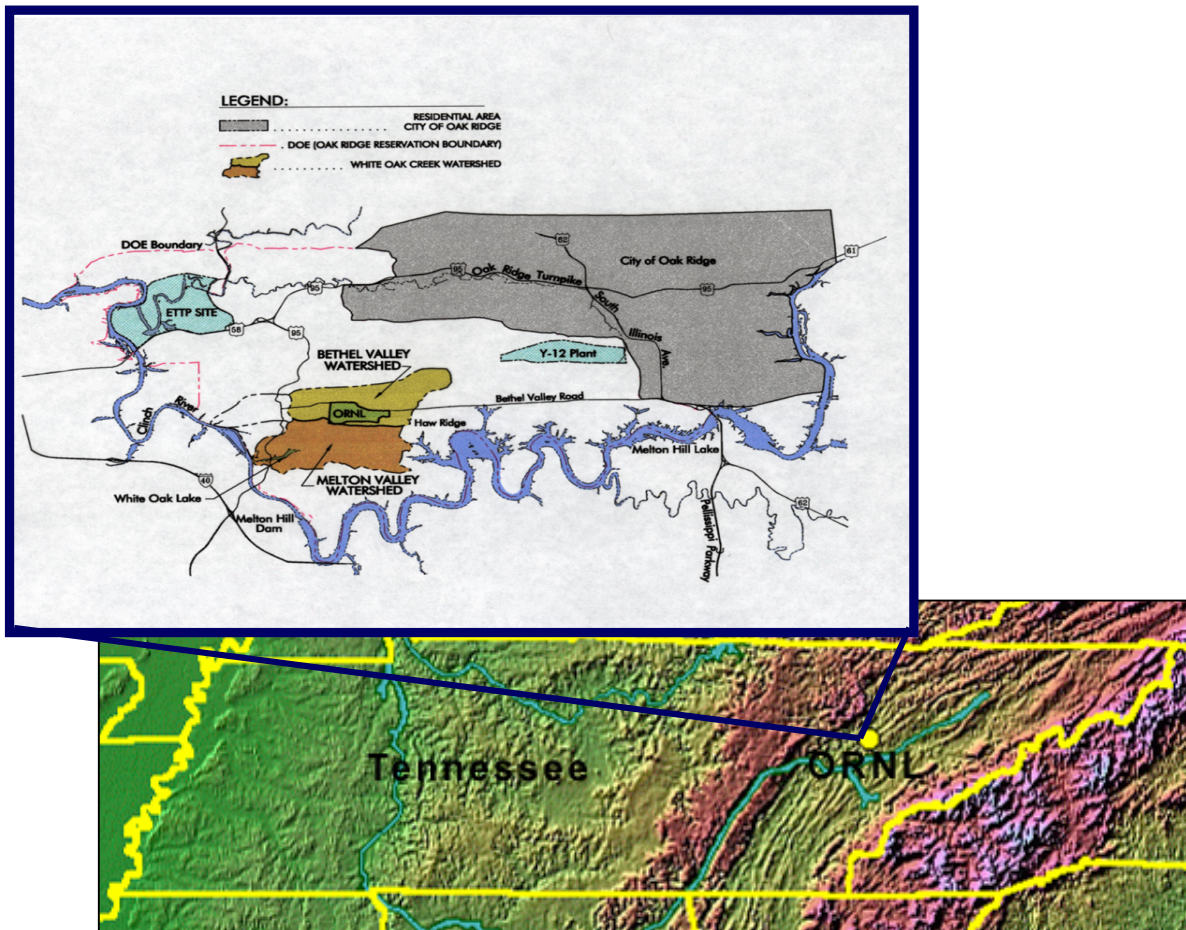 LEGEND:
RESIDENTIAL AREA
CITY OF OAK RIDGE
DOE (OAK RIDGE RESERVATION BOUNDARY)
WHITE OAK CREEK WATERSHED
DOE Boundary
62
City of Oak Ridge
61
95
Oak Ridge Turnpike
95
95
South
Illinois
Ave.
ETTP SITE
58
95
BETHEL VALLEY
WATERSHED
Y-12 Plant
Bethel Valley Road
Clinch
River
ORNL
Haw Ridge
Melton Hill Lake
40
MELTON VALLEY
WATERSHED
White Oak Lake
62
Melton Hill
Dam
Pellissippi Parkway
Tennessee
ORNL